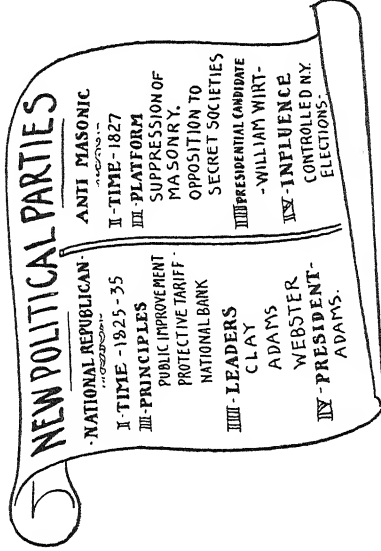 NEW POLITICAL PARTIES
·NATIONAL REPUBLICAN·
I-TIME-1825-35
II-PRINCIPLES
PUBLIC IMPROVEMENT
PROTECTIVE TARIFF·
NATIONAL BANK
III-LEADERS
CLAY
ADAMS
WEBSTER
IV-PRESIDENT-
ADAMS.
ANTI MASONIC
I-TIME-1827
II-PLATFORM
SUPPRESSION OF
MASONRY.
OPPOSITION TO
SECRET SOCIETIES
III PRESIDENTIAL CANDIDATE
-WILLIAM WIRT-
IV-INFLUENCE
CONTROLLED N.Y.
ELECTIONS-